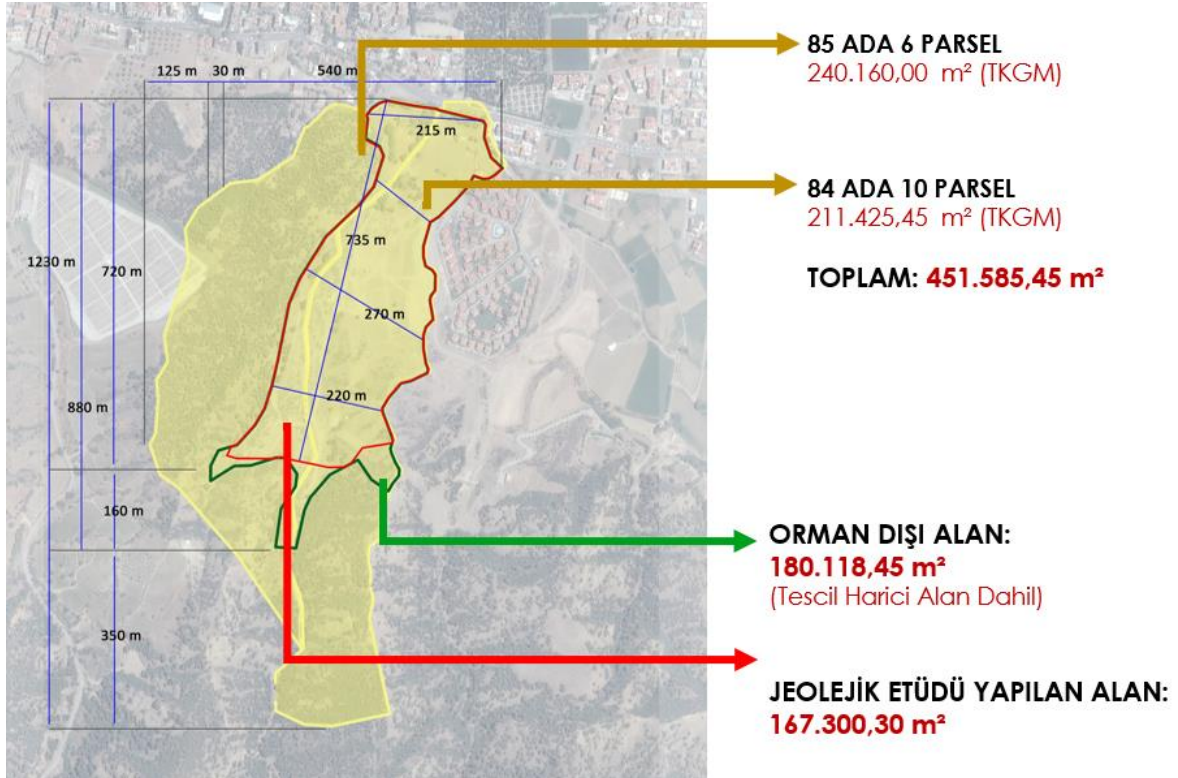 125 m 30 m 540 m
215 m
735 m
1230 m
720 m
270 m
220 m
880 m
160 m
350 m
85 ADA 6 PARSEL
240.160,00 m² (TKGM)
84 ADA 10 PARSEL
211.425,45 m² (TKGM)
TOPLAM: 451.585,45 m²
ORMAN DIŞI ALAN:
180.118,45 m²
(Tescil Harici Alan Dahil)
JEOLEJİK ETÜDÜ YAPILAN ALAN:
167.300,30 m²